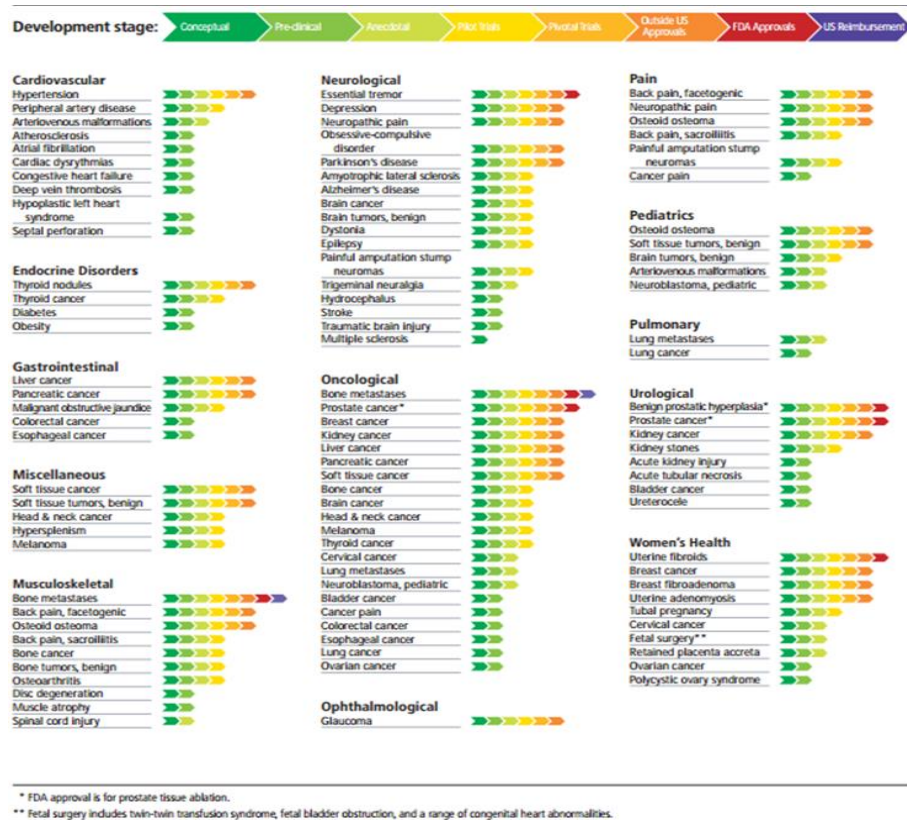 Development stage: Conceptual Pre-clinical Anecdotal Pilot Trials Pivotal Trials Outside US Approvals FDA Approvals US Reimbursement
Cardiovascular
Hypertension
Peripheral artery disease
Arteriovenous malformations
Atherosclerosis
Atrial fibrillation
Cardiac dysrythmias
Congestive heart failure
Deep vein thrombosis
Hypoplastic left heart
syndrome
Septal perforation
Endocrine Disorders
Thyroid nodules
Thyroid cancer
Diabetes
Obesity
Gastrointestinal
Liver cancer
Pancreatic cancer
Malignant obstructive jaundice
Colorectal cancer
Esophageal cancer
Miscellaneous
Soft tissue cancer
Soft tissue tumors, benign
Head & neck cancer
Hypersplenism
Melanoma
Musculoskeletal
Bone metastases
Back pain, facetogenic
Osteoid osteoma
Back pain, sacroiliitis
Bone cancer
Bone tumors, benign
Osteoarthritis
Disc degeneration
Muscle atrophy
Spinal cord injury
Neurological
Essential tremor
Depression
Neuropathic pain
Obsessive-compulsive
disorder
Parkinson's disease
Amyotrophic lateral sclerosis
Alzheimer's disease
Brain cancer
Brain tumors, benign
Dystonia
Epilepsy
Painful amputation stump
neuromas
Trigeminal neuralgia
Hydrocephalus
Stroke
Traumatic brain injury
Multiple sclerosis
Oncological
Bone metastases
Prostate cancer*
Breast cancer
Kidney cancer
Liver cancer
Pancreatic cancer
Soft tissue cancer
Bone cancer
Brain cancer
Head & neck cancer
Melanoma
Thyroid cancer
Cervical cancer
Lung metastases
Neuroblastoma, pediatric
Bladder cancer
Cancer pain
Colorectal cancer
Esophageal cancer
Lung cancer
Ovarian cancer
Ophthalmological
Glaucoma
Pain
Back pain, facetogenic
Neuropathic pain
Osteoid osteoma
Back pain, sacroiliitis
Painful amputation stump
neuromas
Cancer pain
Pediatrics
Osteoid osteoma
Soft tissue tumors, benign
Brain tumors, benign
Arteriovenous malformations
Neuroblastoma, pediatric
Pulmonary
Lung metastases
Lung cancer
Urological
Benign prostatic hyperplasia*
Prostate cancer*
Kidney cancer
Kidney stones
Acute kidney injury
Acute tubular necrosis
Bladder cancer
Ureterocele
Women's Health
Uterine fibroids
Breast cancer
Breast fibroadenoma
Uterine adenomyosis
Tubal pregnancy
Cervical cancer
Fetal surgery**
Retained placenta accreta
Ovarian cancer
Polycystic ovary syndrome
* FDA approval is for prostate tissue ablation.
** Fetal surgery includes twin-twin transfusion syndrome, fetal bladder obstruction, and a range of congenital heart abnormalities.